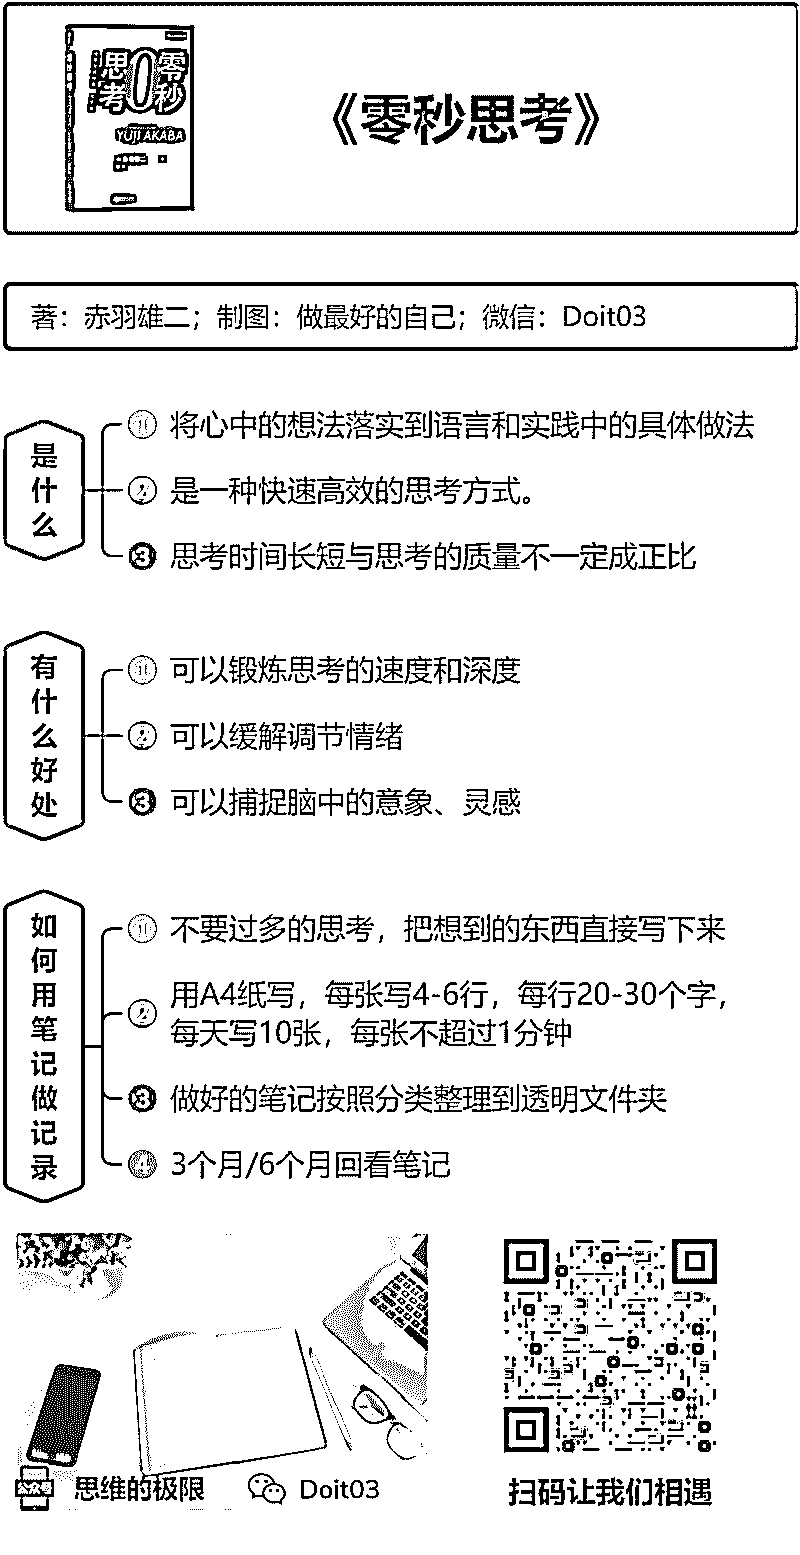 零秒
思考
0
YUJI AKABA
《零秒思考》
著：赤羽雄二；制图：做最好的自己；微信：Doit03
是什么
① 将心中的想法落实到语言和实践中的具体做法
② 是一种快速高效的思考方式。
③ 思考时间长短与思考的质量不一定成正比
有什么好处
① 可以锻炼思考的速度和深度
② 可以缓解调节情绪
③ 可以捕捉脑中的意象、灵感
如何用笔记做记录
① 不要过多的思考，把想到的东西直接写下来
② 用A4纸写，每张写4-6行，每行20-30个字，
每天写10张，每张不超过1分钟
③ 做好的笔记按照分类整理到透明文件夹
④ 3个月/6个月回看笔记
公众号 思维的极限 Doit03
扫码让我们相遇